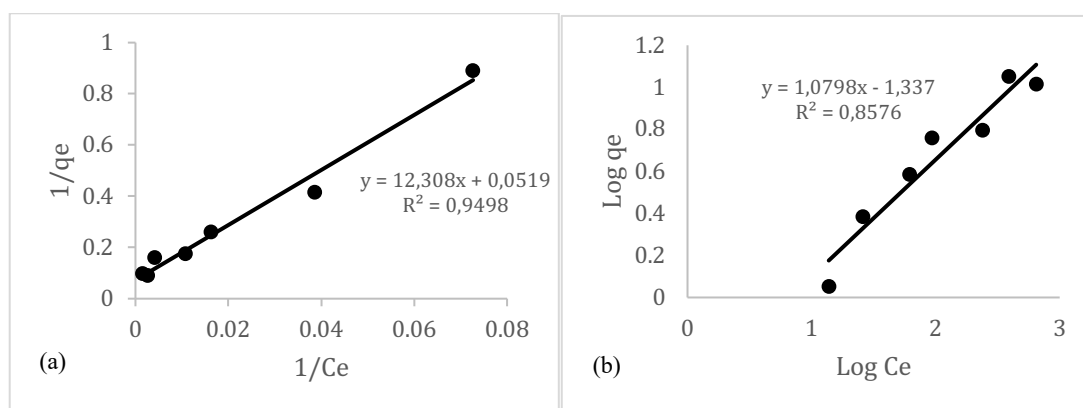 1
0.8
0.6
0.4
0.2
0
0
0.02
0.04
0.06
0.08
1/qe
1/Ce
y = 12,308x + 0,0519
R² = 0,9498
(a)
1.2
1
0.8
0.6
0.4
0.2
0
0
1
2
3
Log qe
Log Ce
y = 1,0798x - 1,337
R² = 0,8576
(b)